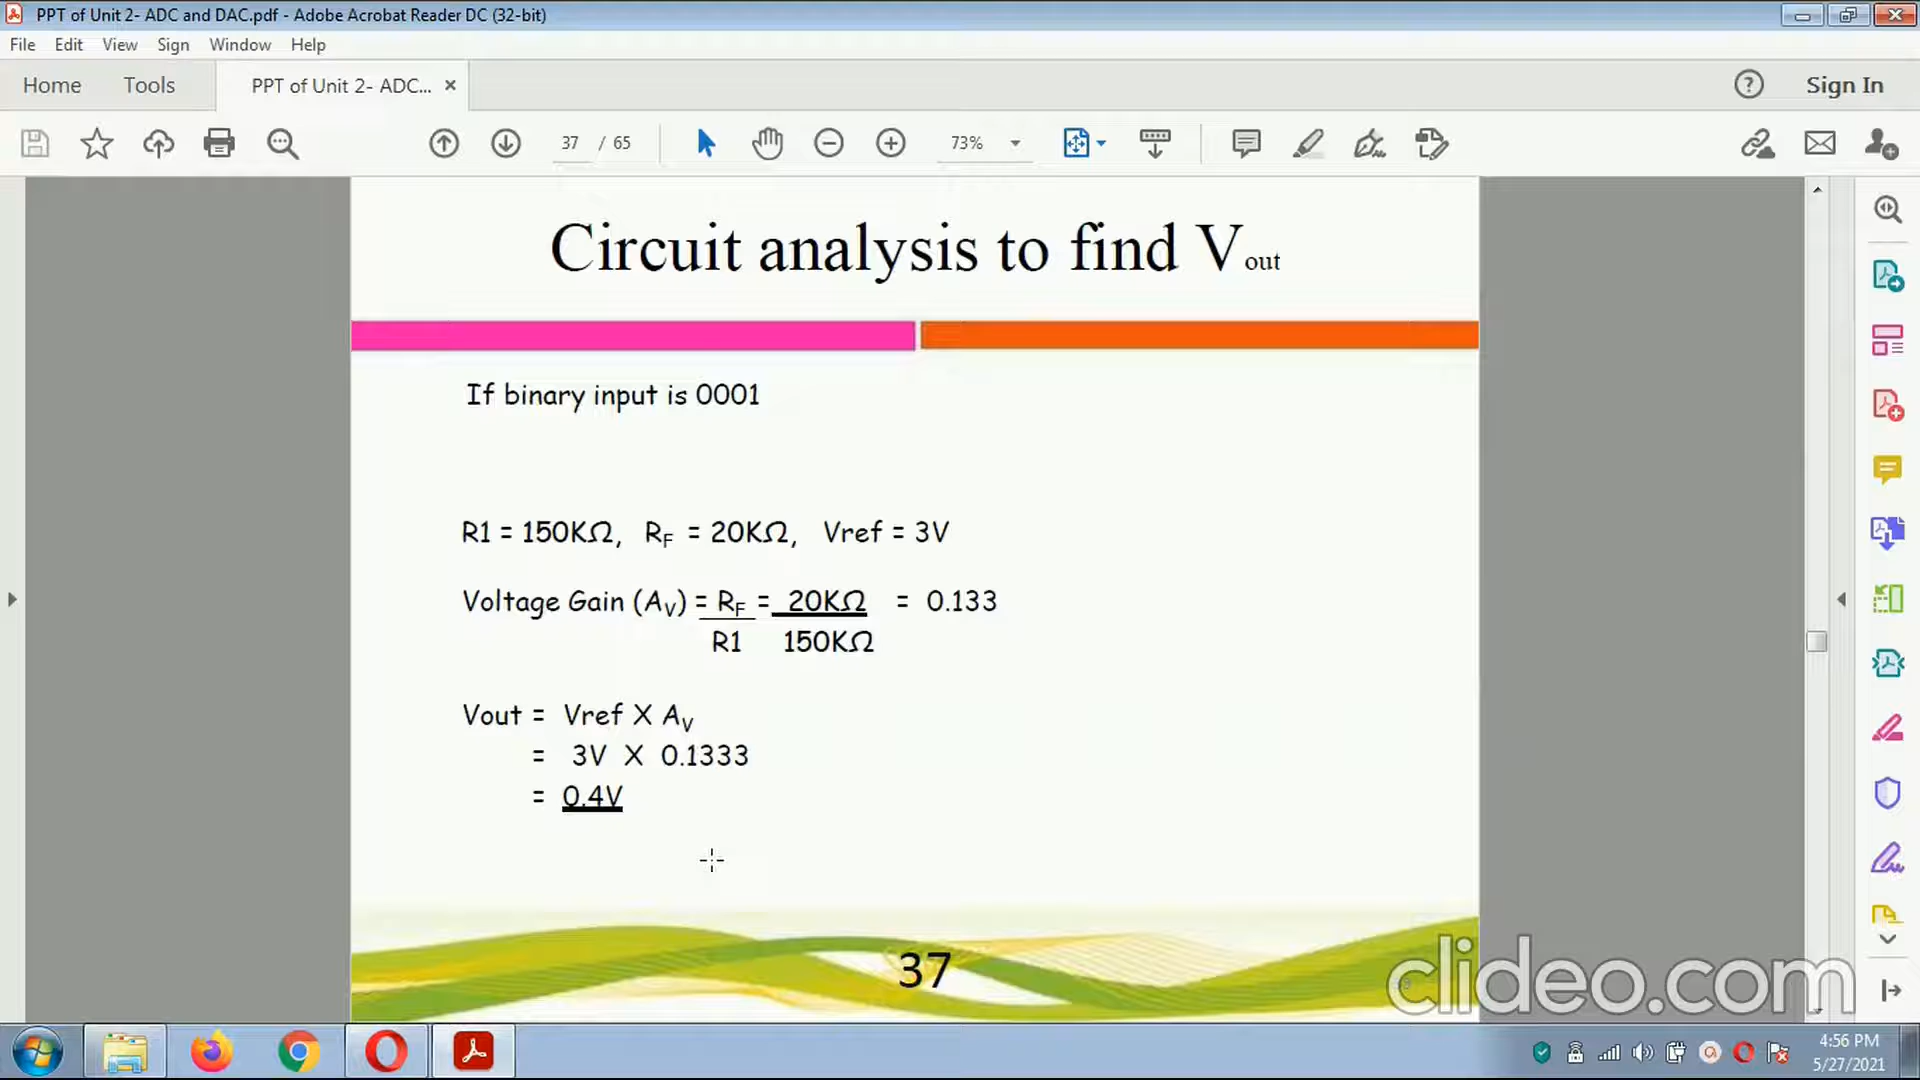 PPT of Unit 2- ADC and DAC.pdf - Adobe Acrobat Reader DC (32-bit)
File Edit View Sign Window Help
Home Tools PPT of Unit 2- ADC... × Sign In
37 / 65 73%
Circuit analysis to find Vout
If binary input is 0001
R1 = 150KΩ, RF = 20KΩ, Vref = 3V
Voltage Gain (AV) = RF = 20KΩ = 0.133
R1 150KΩ
Vout = Vref X AV
= 3V X 0.1333
= 0.4V
37
clideo.com
4:56 PM
5/27/2021